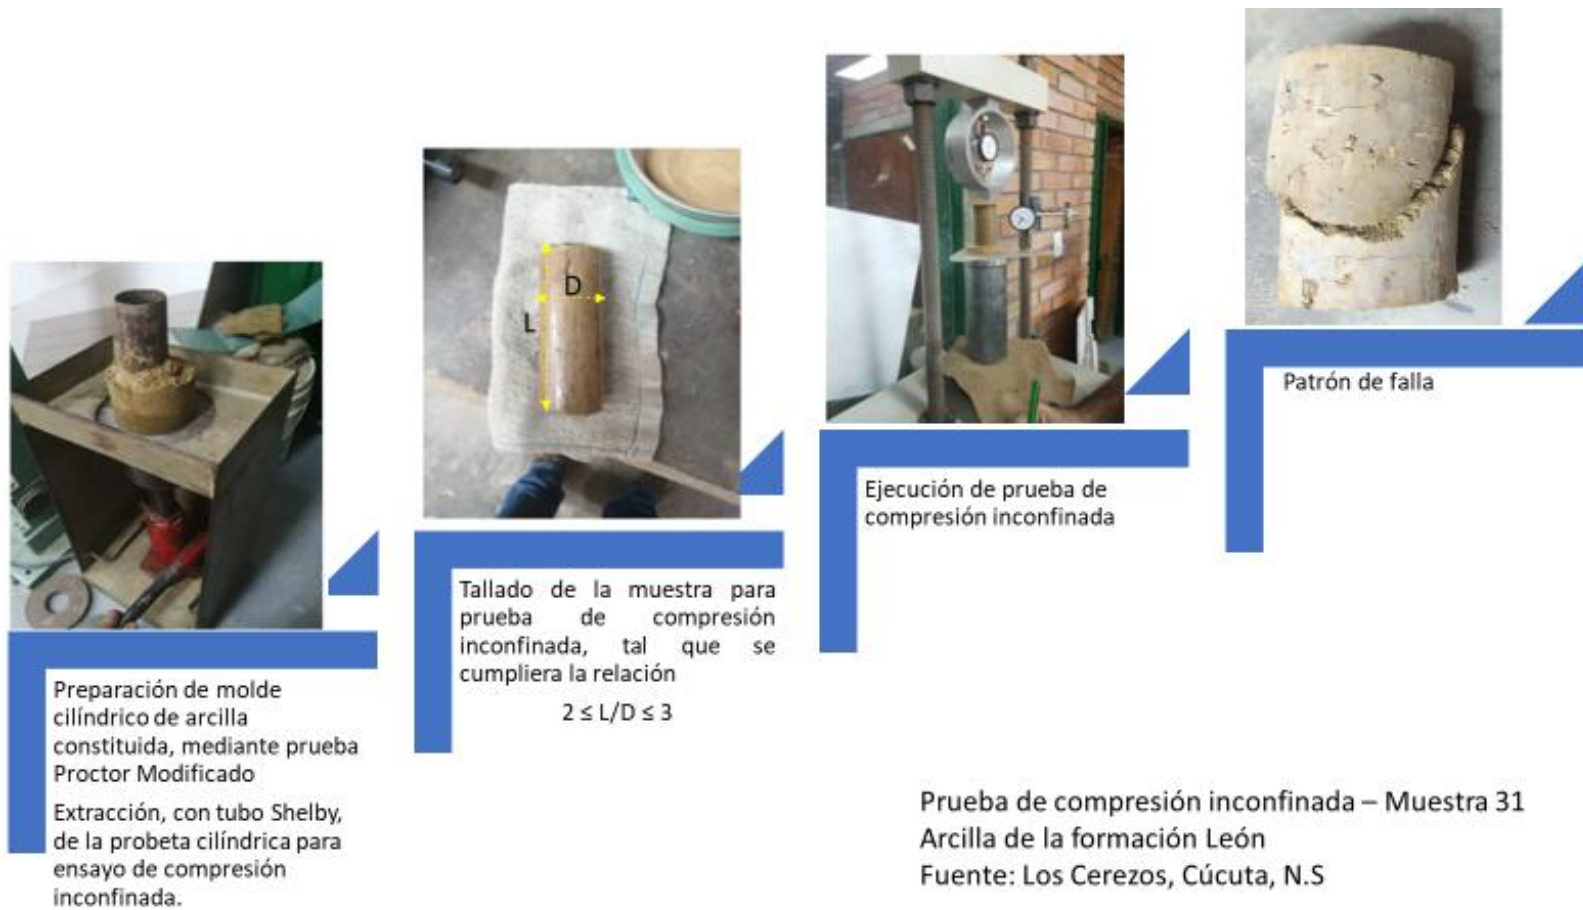 Preparación de molde
cilíndrico de arcilla
constituida, mediante prueba
Proctor Modificado
Extracción, con tubo Shelby,
de la probeta cilíndrica para
ensayo de compresión
inconfinada.
D
L
Tallado de la muestra para
prueba de compresión
inconfinada, tal que se
cumpliera la relación
2 ≤ L/D ≤ 3
Ejecución de prueba de
compresión inconfinada
Patrón de falla
Prueba de compresión inconfinada – Muestra 31
Arcilla de la formación León
Fuente: Los Cerezos, Cúcuta, N.S